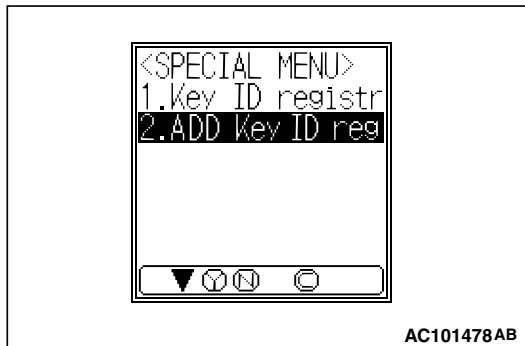 <SPECIAL MENU>
1.Key ID registr
2.ADD Key ID reg
Ⓨ Ⓝ Ⓒ
AC101478AB